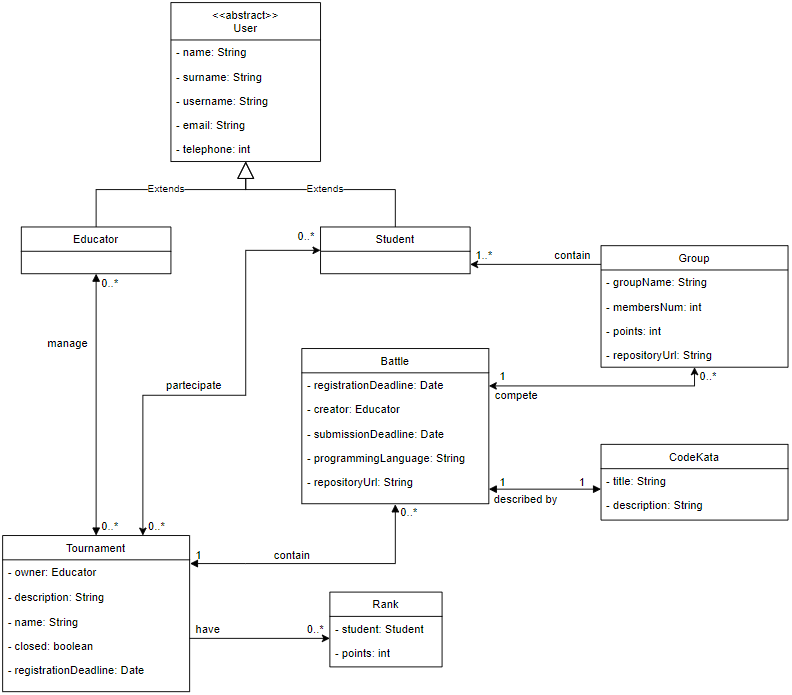 <<abstract>>
User
- name: String
- surname: String
- username: String
- email: String
- telephone: int
Extends
Extends
Educator
0..*
Student
0..*
1..*
contain
Group
- groupName: String
- membersNum: int
- points: int
- repositoryUrl: String
0..*
manage
partecipate
Battle
- registrationDeadline: Date
- creator: Educator
- submissionDeadline: Date
- programmingLanguage: String
- repositoryUrl: String
1
compete
CodeKata
- title: String
- description: String
1
1
described by
0..*
0..*
0..*
Tournament
- owner: Educator
- description: String
- name: String
- closed: boolean
- registrationDeadline: Date
1
contain
have
0..*
Rank
- student: Student
- points: int